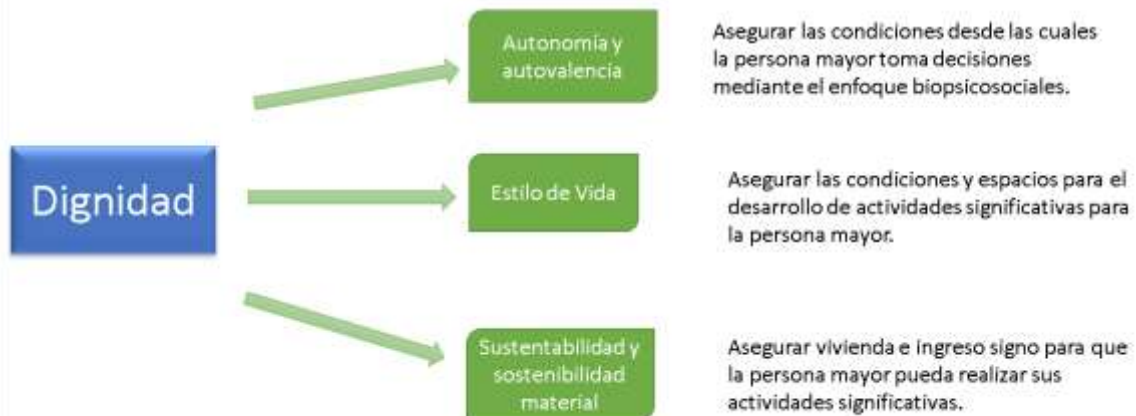 Dignidad
Autonomía y
autovalencia
Asegurar las condiciones desde las cuales
la persona mayor toma decisiones
mediante el enfoque biopsicosociales.
Estilo de Vida
Asegurar las condiciones y espacios para el
desarrollo de actividades significativas para
la persona mayor.
Sustentabilidad y
sostenibilidad
material
Asegurar vivienda e ingreso signo para que
la persona mayor pueda realizar sus
actividades significativas.